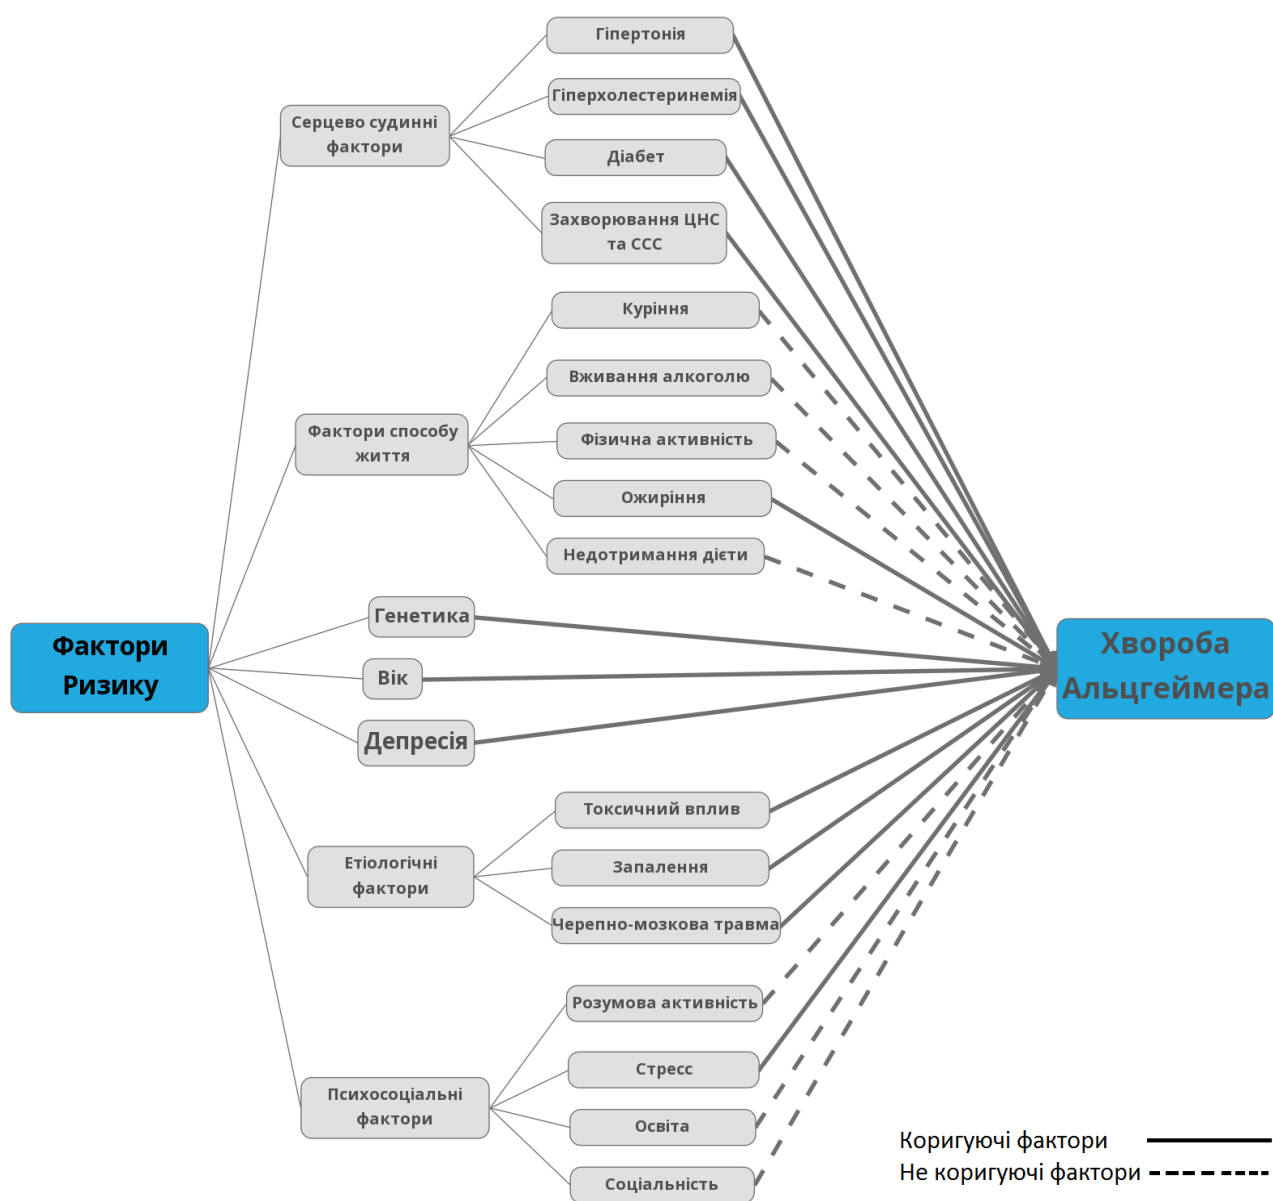 Фактори
Ризику
Серцево судинні
фактори
Гіпертонія
Гіперхолестеринемія
Діабет
Захворювання ЦНС
та ССС
Фактори способу
життя
Куріння
Вживання алкоголю
Фізична активність
Ожиріння
Недотримання дієти
Генетика
Вік
Депресія
Етіологічні
фактори
Токсичний вплив
Запалення
Черепно-мозкова травма
Психосоціальні
фактори
Розумова активність
Стресс
Освіта
Соціальність
Хвороба
Альцгеймера
Коригуючі фактори
Не коригуючі фактори